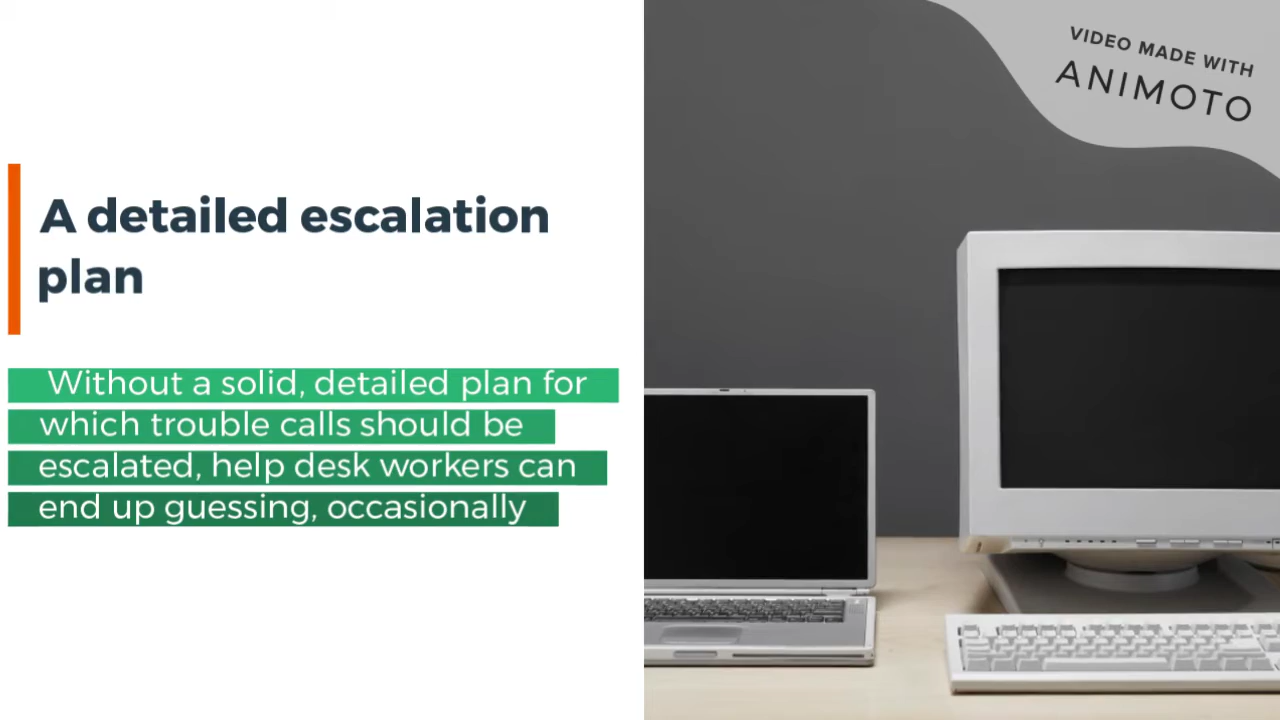 A detailed escalation
plan
Without a solid, detailed plan for
which trouble calls should be
escalated, help desk workers can
end up guessing, occasionally
VIDEO MADE WITH
ANIMOTO